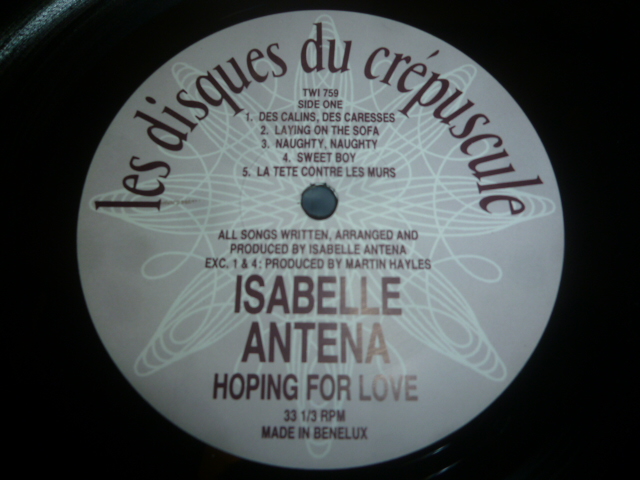 les disques du crépuscule
TWI 759
SIDE ONE
1. DES CALINS, DES CARESSES
2. LAYING ON THE SOFA
3. NAUGHTY, NAUGHTY
4. SWEET BOY
5. LA TETE CONTRE LES MURS
ALL SONGS WRITTEN, ARRANGED AND
PRODUCED BY ISABELLE ANTENA
EXC. 1 & 4: PRODUCED BY MARTIN HAYLES
ISABELLE
ANTENA
HOPING FOR LOVE
33 1/3 RPM
MADE IN BENELUX